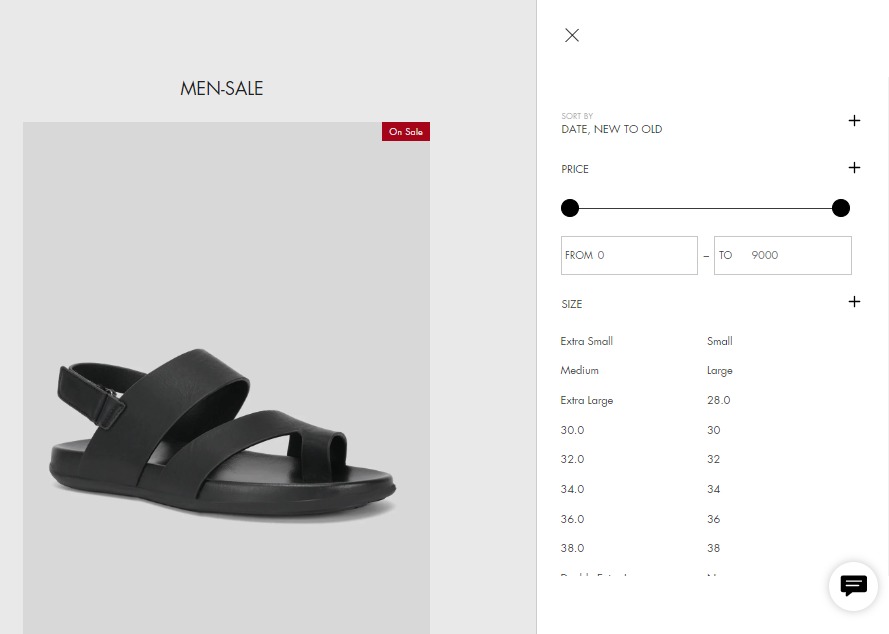 MEN-SALE
On Sale
SORT BY
DATE, NEW TO OLD
PRICE
FROM 0 – TO 9000
SIZE
Extra Small Small
Medium Large
Extra Large 28.0
30.0 30
32.0 32
34.0 34
36.0 36
38.0 38